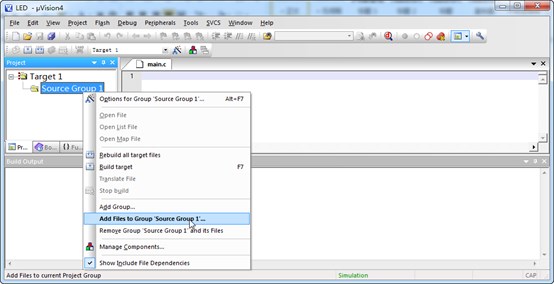 LED - µVision4
File Edit View Project Flash Debug Peripherals Tools SVCS Window Help
Target 1
Project
main.c
Target 1
Source Group 1
1
Options for Group 'Source Group 1'... Alt+F7
Open File
Open List File
Open Map File
Rebuild all target files
Build target F7
Translate File
Stop build
Add Group...
Add Files to Group 'Source Group 1'...
Remove Group 'Source Group 1' and its Files
Manage Components...
Show Include File Dependencies
Pr... Bo... {} Fu...
Build Output
Add Files to current Project Group Simulation CAP